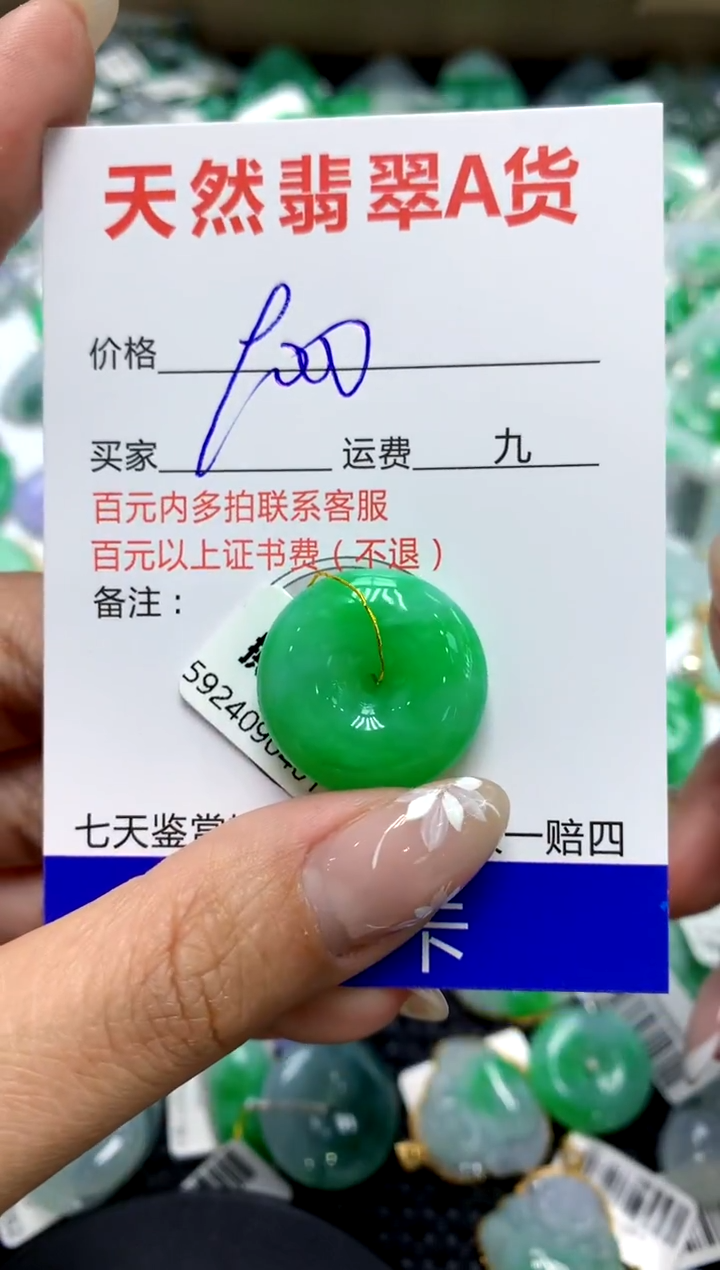 天然翡翠A货
价格
买家 运费 九
百元内多拍联系客服
百元以上证书费（不退）
备注：
592409
七天鉴赏
一赔四
卡